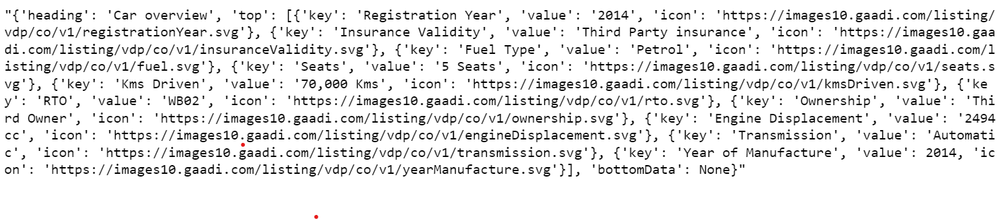 "{'heading': 'Car overview', 'top': [{'key': 'Registration Year', 'value': '2014', 'icon': 'https://images10.gaadi.com/listing/
vdp/co/v1/registrationYear.svg'}, {'key': 'Insurance Validity', 'value': 'Third Party insurance', 'icon': 'https://images10.gaa
di.com/listing/vdp/co/v1/insuranceValidity.svg'}, {'key': 'Fuel Type', 'value': 'Petrol', 'icon': 'https://images10.gaadi.com/l
isting/vdp/co/v1/fuel.svg'}, {'key': 'Seats', 'value': '5 Seats', 'icon': 'https://images10.gaadi.com/listing/vdp/co/v1/seats.s
vg'}, {'key': 'Kms Driven', 'value': '70,000 Kms', 'icon': 'https://images10.gaadi.com/listing/vdp/co/v1/kmsDriven.svg'}, {'ke
y': 'RTO', 'value': 'WB02', 'icon': 'https://images10.gaadi.com/listing/vdp/co/v1/rto.svg'}, {'key': 'Ownership', 'value': 'Thi
rd Owner', 'icon': 'https://images10.gaadi.com/listing/vdp/co/v1/ownership.svg'}, {'key': 'Engine Displacement', 'value': '2494
cc', 'icon': 'https://images10.gaadi.com/listing/vdp/co/v1/engineDisplacement.svg'}, {'key': 'Transmission', 'value': 'Automati
c', 'icon': 'https://images10.gaadi.com/listing/vdp/co/v1/transmission.svg'}, {'key': 'Year of Manufacture', 'value': 2014, 'ic
on': 'https://images10.gaadi.com/listing/vdp/co/v1/yearManufacture.svg'}], 'bottomData': None}"